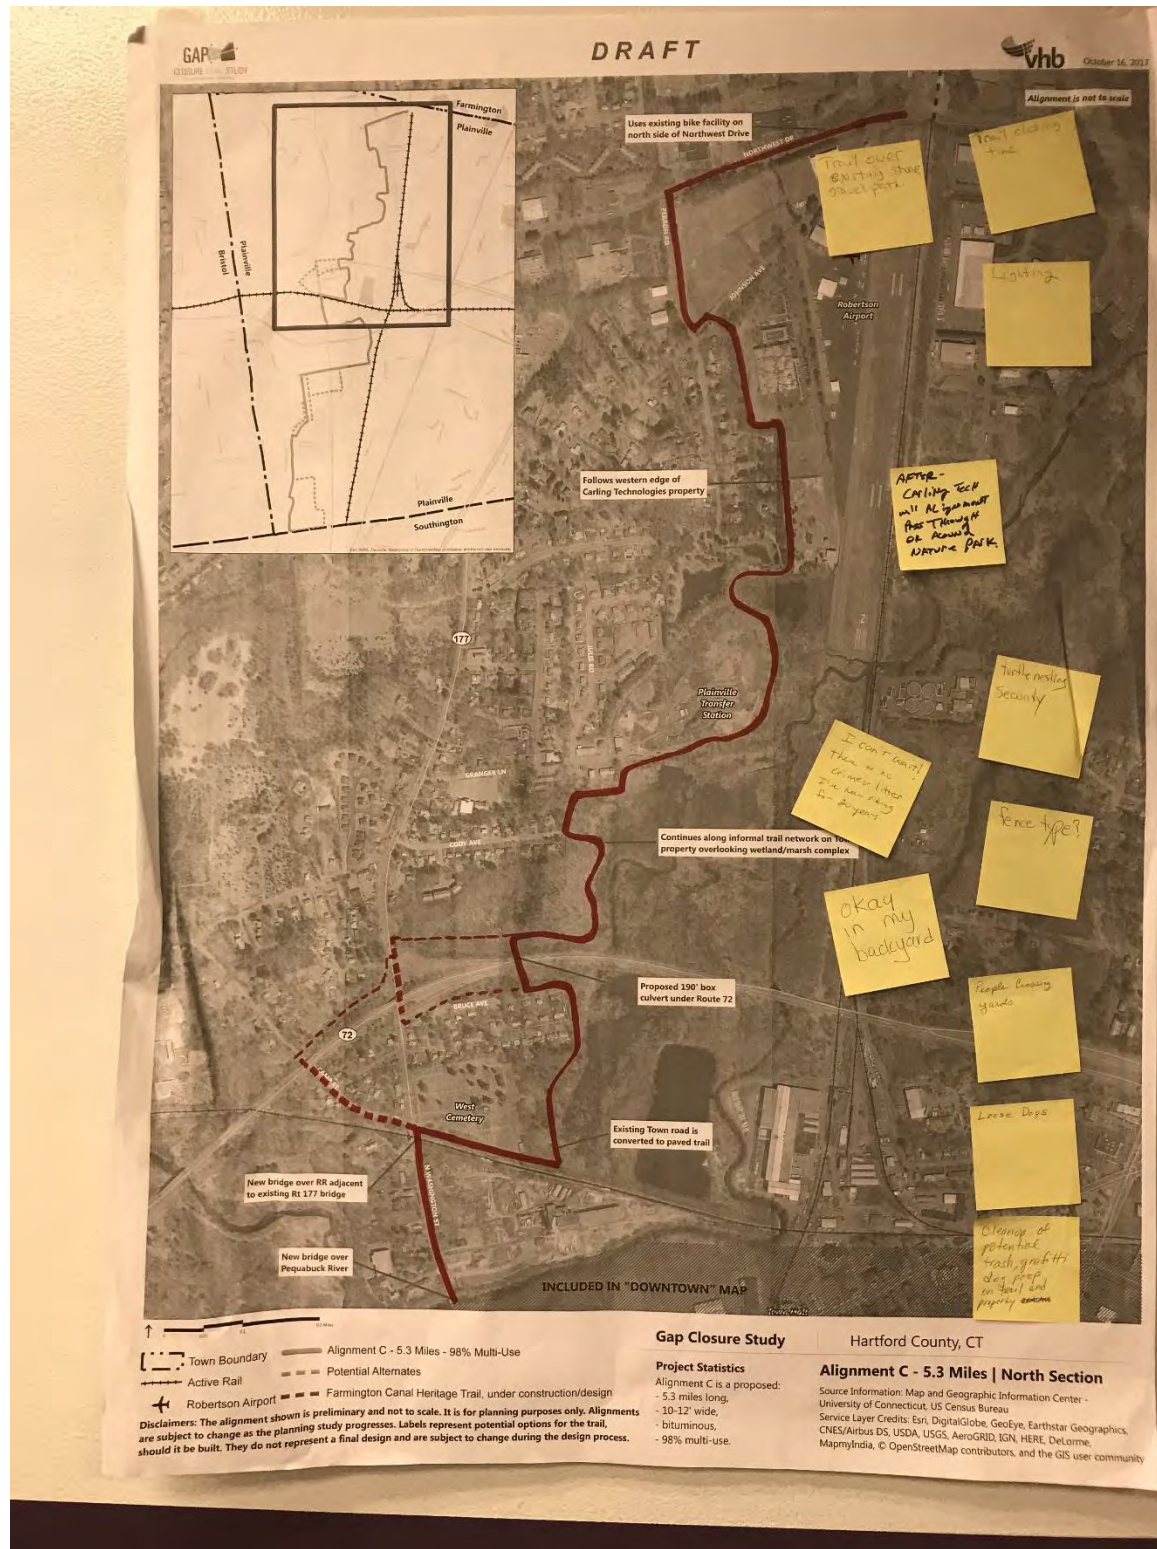 GAP
CLOSURE STUDY
DRAFT
vhb
October 16, 2017
Alignment is not to scale
Farmington
Plainville
Bristol
Plainville
Plainville
Southington
Uses existing bike facility on
north side of Northwest Drive
NORTHWEST DR
JOHNSON AVE
Robertson
Airport
Trail over
existing stone
gravel path.
Trail closing
time
Lighting
Follows western edge of
Carling Technologies property
AFTER -
Carling Tech
will Alignment
Pass Through
OR Around
NATURE PARK
177
Plainville
Transfer
Station
turtle nesting
Security
I can't wait!
There is no
crime / litter
I've been
for 20 years
fence type?
GRANGER LN
CODY AVE
Continues along informal trail network on
property overlooking wetland/marsh complex
okay
in my
backyard
Proposed 190' box
culvert under Route 72
BRUCE AVE
72
People Crossing
yards
West
Cemetery
Existing Town road is
converted to paved trail
Loose Dogs
New bridge over RR adjacent
to existing Rt 177 bridge
N WASHINGTON ST
New bridge over
Pequabuck River
Cleanup of
potential
trash, graffitti
dog poop
on trail and
property
INCLUDED IN "DOWNTOWN" MAP
Town Hall
Town Boundary
Active Rail
Robertson Airport
Alignment C - 5.3 Miles - 98% Multi-Use
Potential Alternates
Farmington Canal Heritage Trail, under construction/design
Disclaimers: The alignment shown is preliminary and not to scale. It is for planning purposes only. Alignments
are subject to change as the planning study progresses. Labels represent potential options for the trail,
should it be built. They do not represent a final design and are subject to change during the design process.
Gap Closure Study
Project Statistics
Alignment C is a proposed:
- 5.3 miles long,
- 10-12' wide,
- bituminous,
- 98% multi-use.
Hartford County, CT
Alignment C - 5.3 Miles | North Section
Source Information: Map and Geographic Information Center -
University of Connecticut, US Census Bureau
Service Layer Credits: Esri, DigitalGlobe, GeoEye, Earthstar Geographics,
CNES/Airbus DS, USDA, USGS, AeroGRID, IGN, HERE, DeLorme,
MapmyIndia, © OpenStreetMap contributors, and the GIS user community